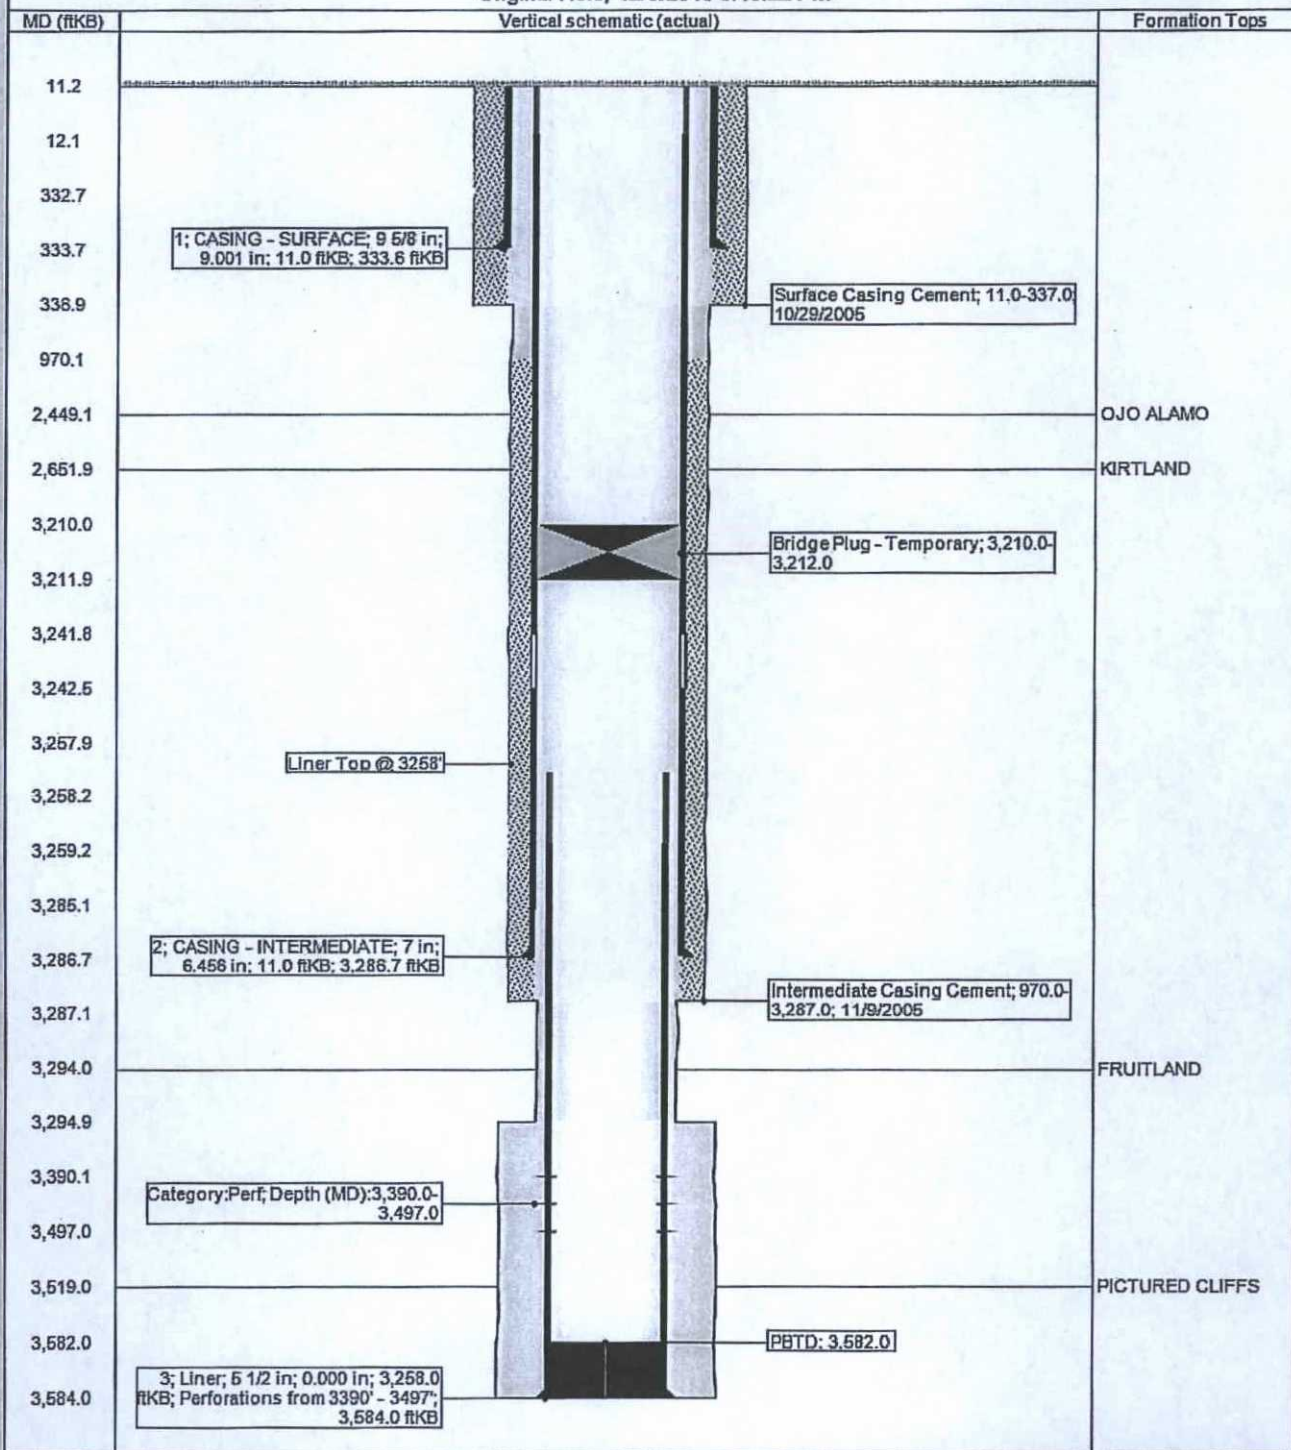 MD (ftKB)
Vertical schematic (actual)
Formation Tops
11.2
12.1
332.7
1; CASING - SURFACE; 9 5/8 in;
9.001 in; 11.0 ftKB; 333.6 ftKB
333.7
Surface Casing Cement; 11.0-337.0;
10/29/2005
336.9
970.1
2,449.1
OJO ALAMO
2,651.9
KIRTLAND
3,210.0
Bridge Plug - Temporary; 3,210.0-
3,212.0
3,211.9
3,241.8
3,242.5
3,257.9
Liner Top @ 3258'
3,258.2
3,259.2
3,285.1
2; CASING - INTERMEDIATE; 7 in;
6.456 in; 11.0 ftKB; 3,286.7 ftKB
3,286.7
Intermediate Casing Cement; 970.0-
3,287.0; 11/9/2005
3,287.1
3,294.0
FRUITLAND
3,294.9
3,390.1
Category:Perf; Depth (MD):3,390.0-
3,497.0
3,497.0
3,519.0
PICTURED CLIFFS
3,582.0
PBTD; 3,582.0
3; Liner; 5 1/2 in; 0.000 in; 3,258.0
ftKB; Perforations from 3390' - 3497';
3,584.0 ftKB
3,584.0